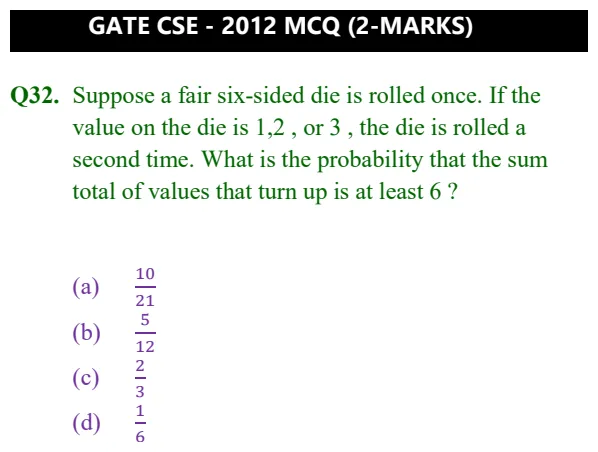 GATE CSE - 2012 MCQ (2-MARKS)
Q32. Suppose a fair six-sided die is rolled once. If the
value on the die is 1,2 , or 3 , the die is rolled a
second time. What is the probability that the sum
total of values that turn up is at least 6 ?
(a) 10/21
(b) 5/12
(c) 2/3
(d) 1/6